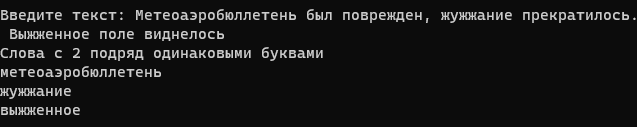 Введите текст: Метеоаэробюллетень был поврежден, жужжание прекратилось.
Выжженное поле виднелось
Слова с 2 подряд одинаковыми буквами
метеоаэробюллетень
жужжание
выжженное